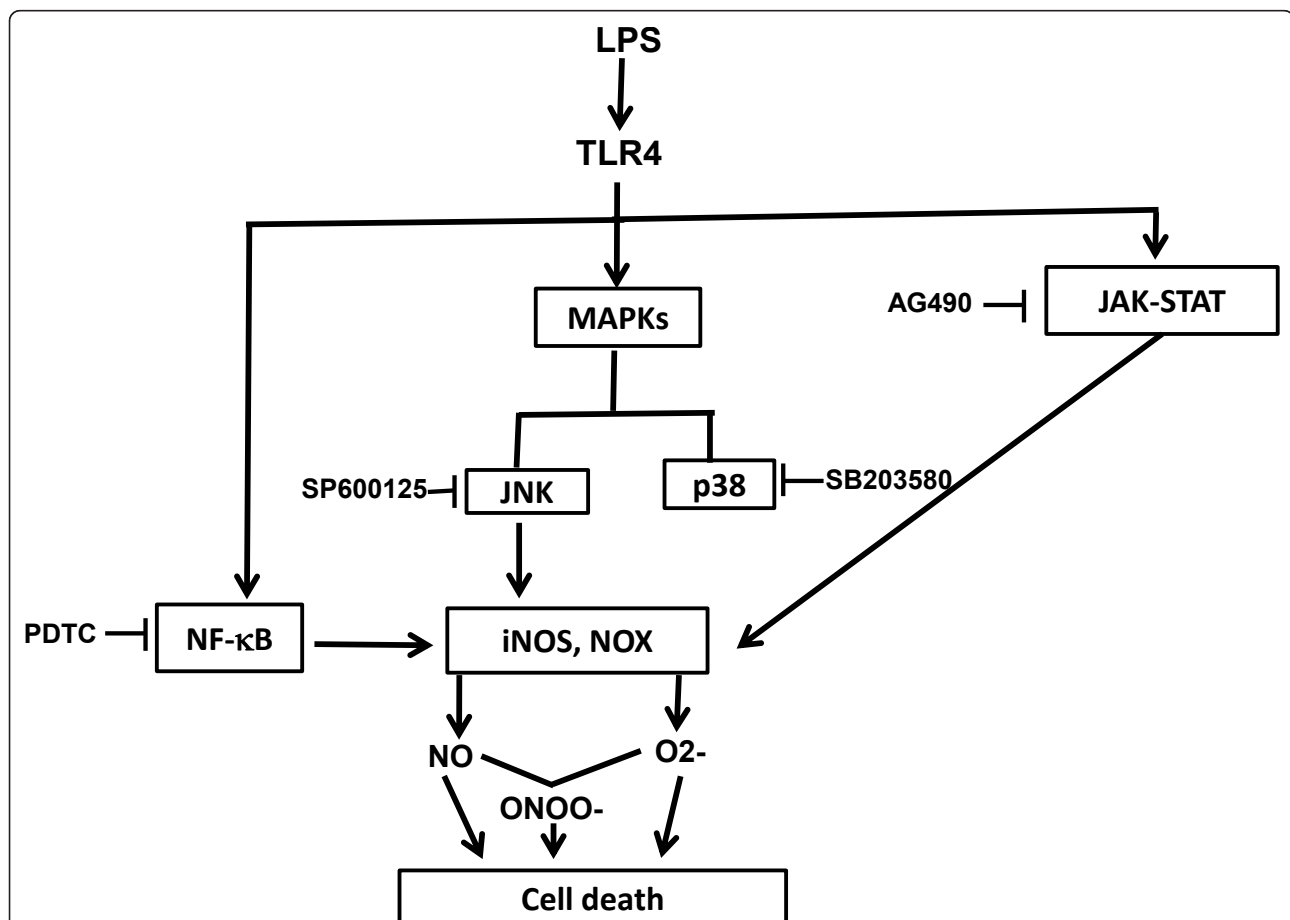 LPS
TLR4
MAPKs
AG490
JAK-STAT
SP600125
JNK
p38
SB203580
PDTC
NF-κB
iNOS, NOX
NO
O2-
ONOO-
Cell death